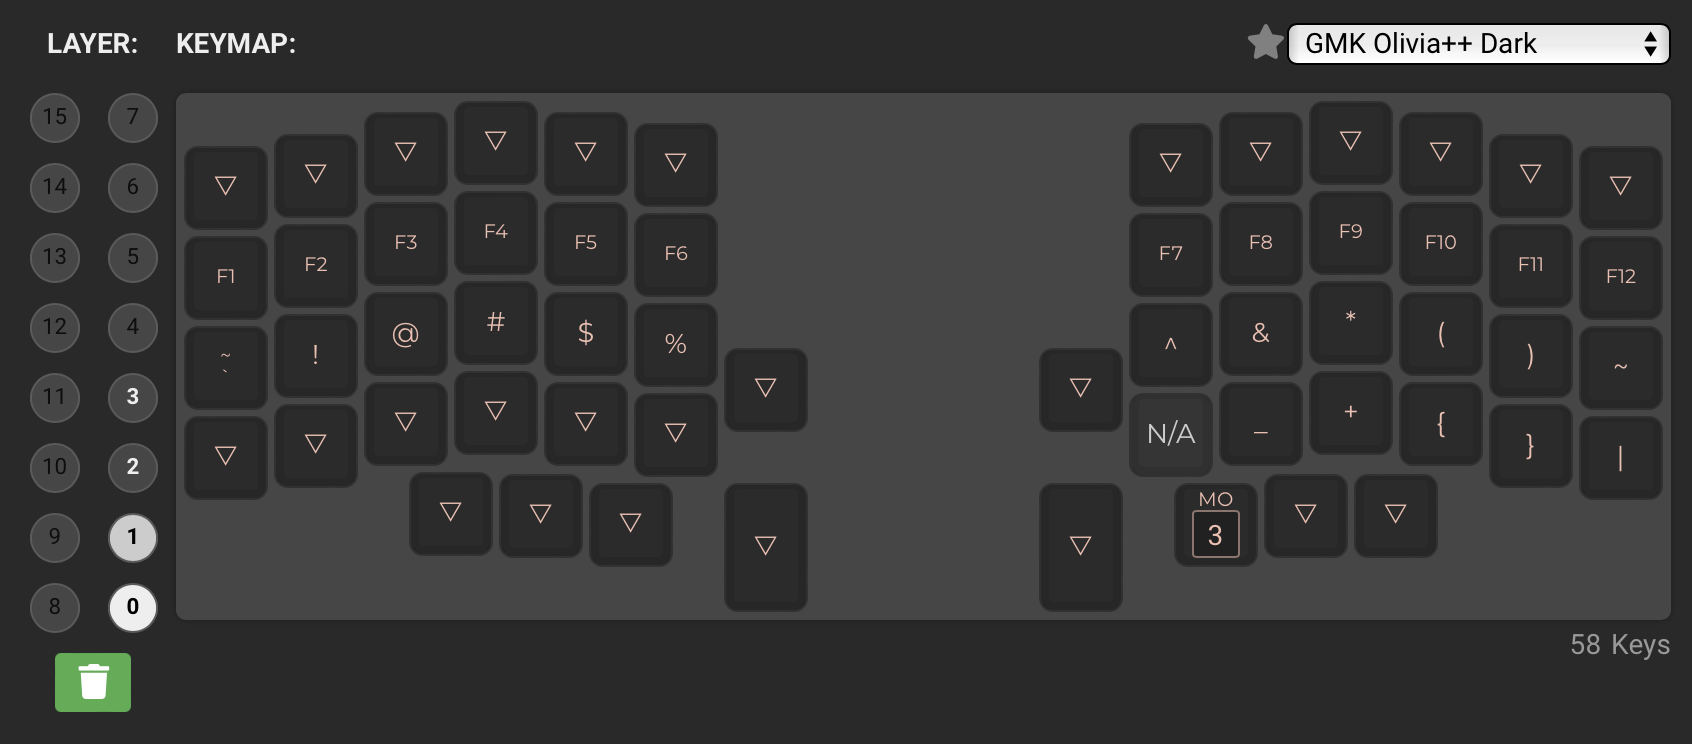 LAYER: KEYMAP: GMK Olivia++ Dark
15 7
14 6
13 5
12 4
11 3
10 2
9 1
8 0
F1 F2 F3 F4 F5 F6 F7 F8 F9 F10 F11 F12
~
` ! @ # $ % ^ & * ( ) ~
N/A _ + { } |
MO
3
58 Keys